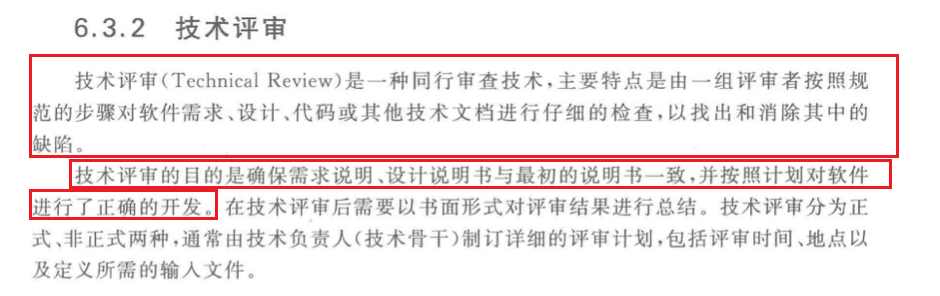 6.3.2 技术评审
技术评审(Technical Review)是一种同行审查技术,主要特点是由一组评审者按照规
范的步骤对软件需求、设计、代码或其他技术文档进行仔细的检查,以找出和消除其中的
缺陷。
技术评审的目的是确保需求说明、设计说明书与最初的说明书一致,并按照计划对软件
进行了正确的开发。在技术评审后需要以书面形式对评审结果进行总结。技术评审分为正
式、非正式两种,通常由技术负责人(技术骨干)制订详细的评审计划,包括评审时间、地点以
及定义所需的输入文件。